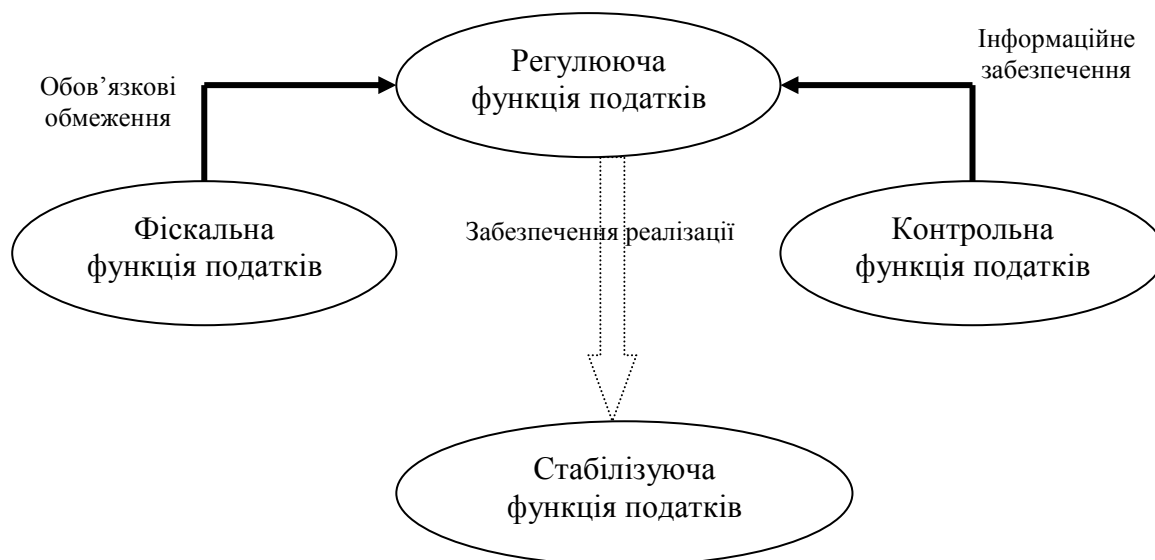 Регулююча
функція податків
Інформаційне
забезпечення
Обов’язкові
обмеження
Фіскальна
функція податків
Забезпечення реалізації
Контрольна
функція податків
Стабілізуюча
функція податків